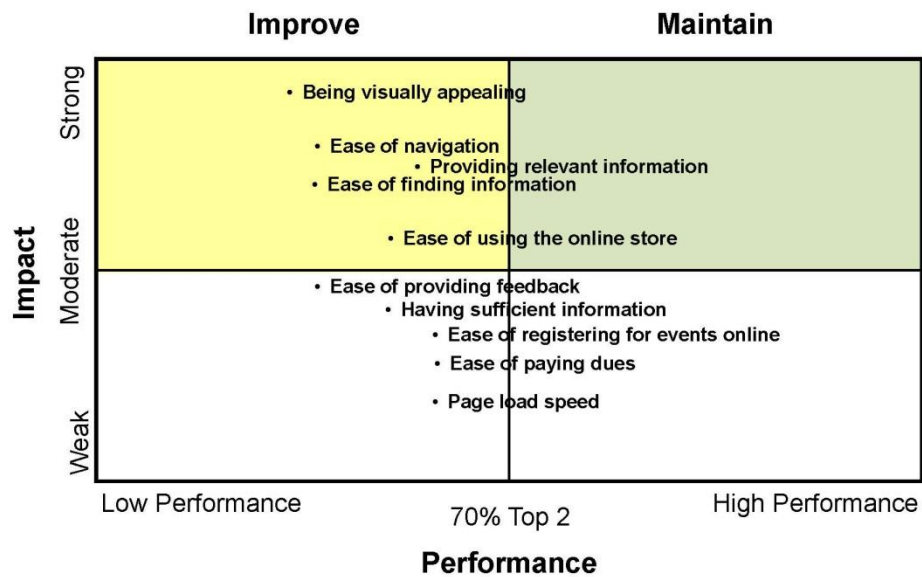 Improve
Maintain
Strong
• Being visually appealing
• Ease of navigation
• Providing relevant information
• Ease of finding information
Moderate
• Ease of using the online store
Impact
• Ease of providing feedback
• Having sufficient information
• Ease of registering for events online
• Ease of paying dues
• Page load speed
Weak
Low Performance
70% Top 2
High Performance
Performance